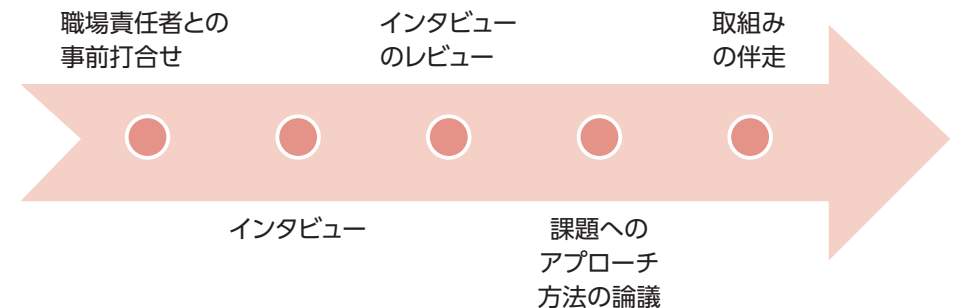 職場責任者との
事前打合せ
インタビュー
インタビュー
のレビュー
課題への
アプローチ
方法の論議
取組み
の伴走